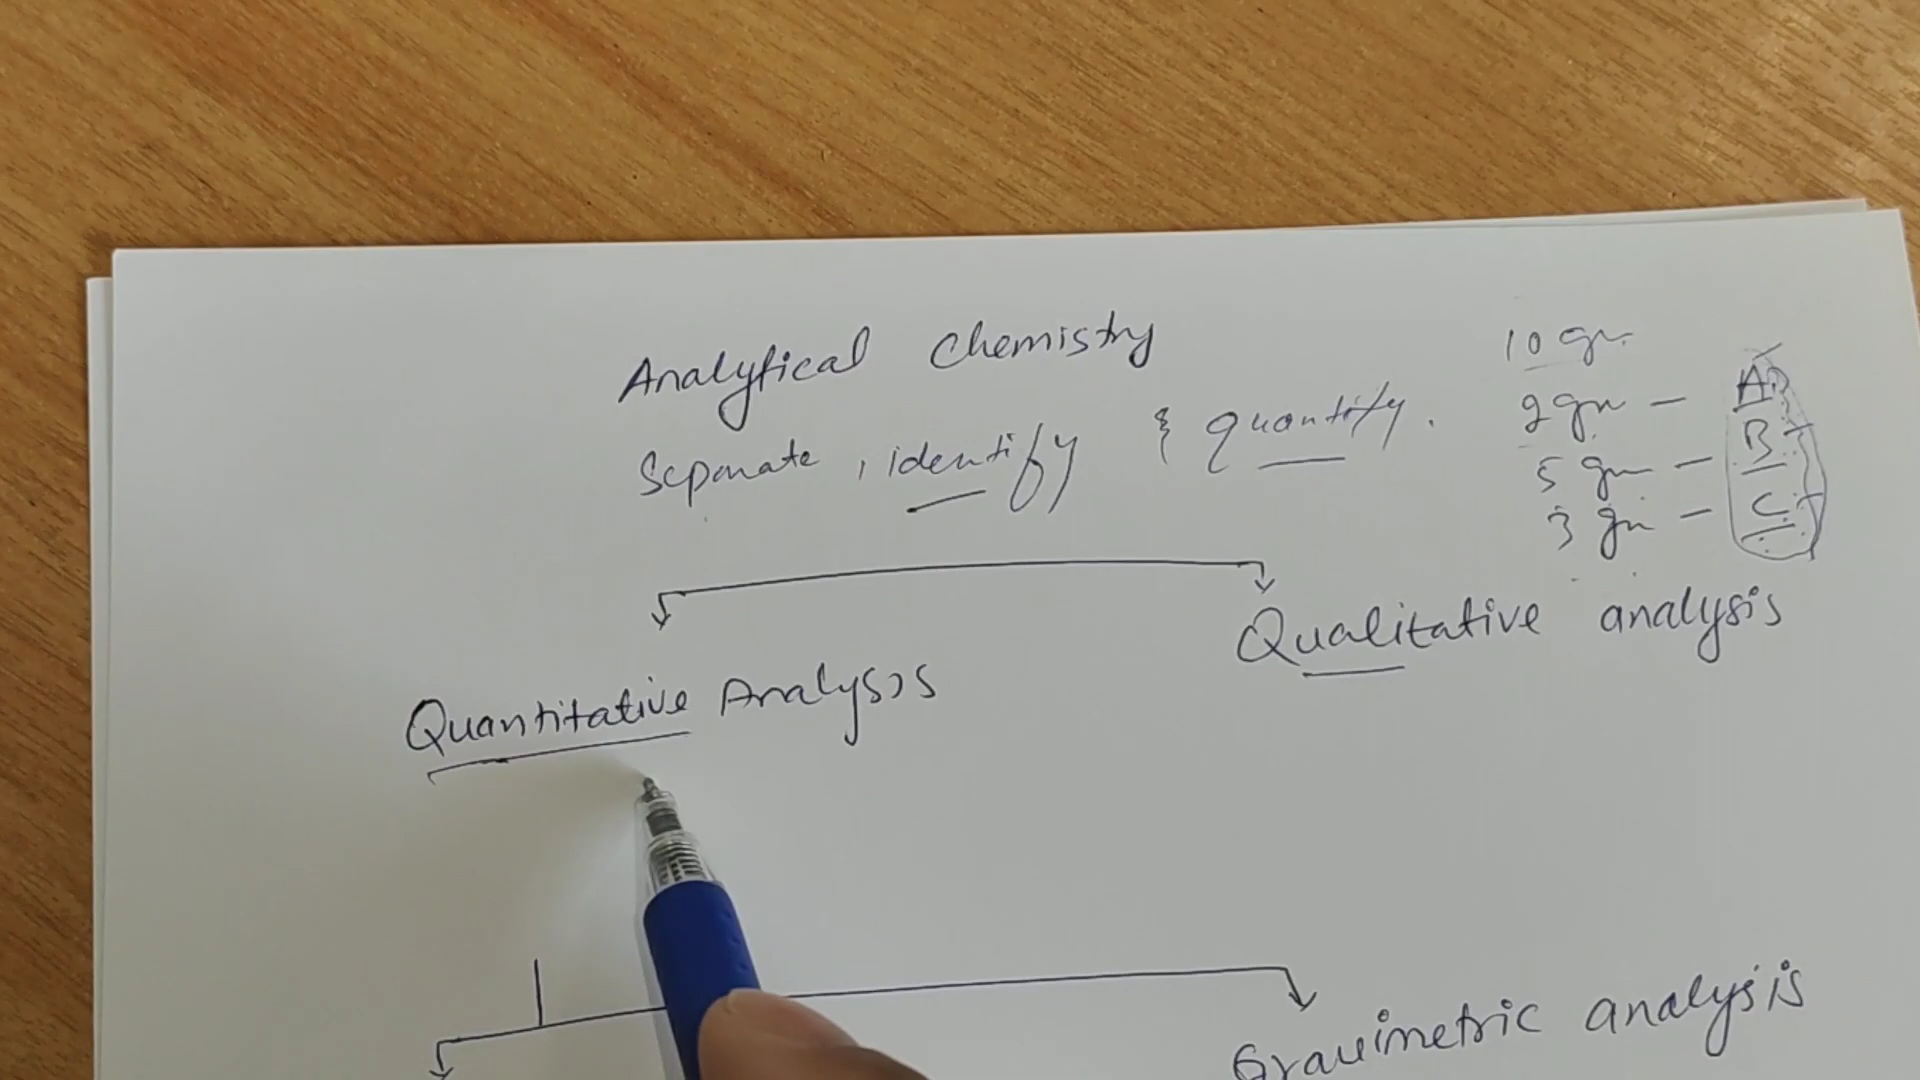 Analytical Chemistry
Separate, identify & quantify.
10 gm.
2 gm - A
5 gm - B
3 gm - C
Qualitative analysis
Quantitative Analysis
Gravimetric analysis